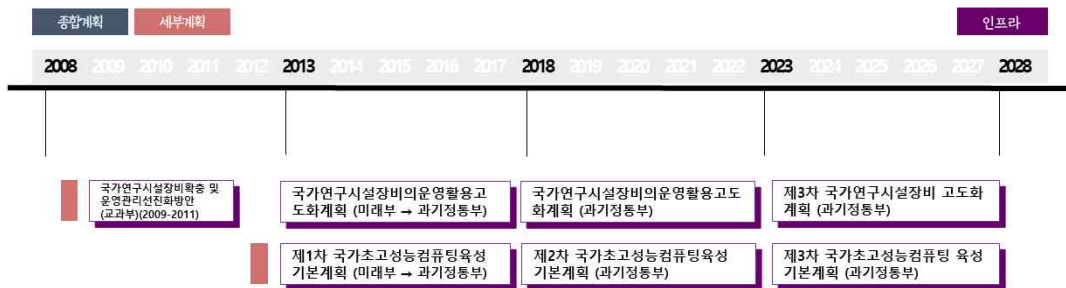 종합계획 세부계획 인프라
2008 2009 2010 2011 2012 2013 2014 2015 2016 2017 2018 2019 2020 2021 2022 2023 2024 2025 2026 2027 2028
국가연구시설장비확충 및
운영관리선진화방안
(교과부)(2009-2011)
국가연구시설장비의운영활용고
도화계획 (미래부 → 과기정통부)
국가연구시설장비의운영활용고도
화계획 (과기정통부)
제3차 국가연구시설장비 고도화
계획 (과기정통부)
제1차 국가초고성능컴퓨팅육성
기본계획 (미래부 → 과기정통부)
제2차 국가초고성능컴퓨팅육성
기본계획 (과기정통부)
제3차 국가초고성능컴퓨팅 육성
기본계획 (과기정통부)